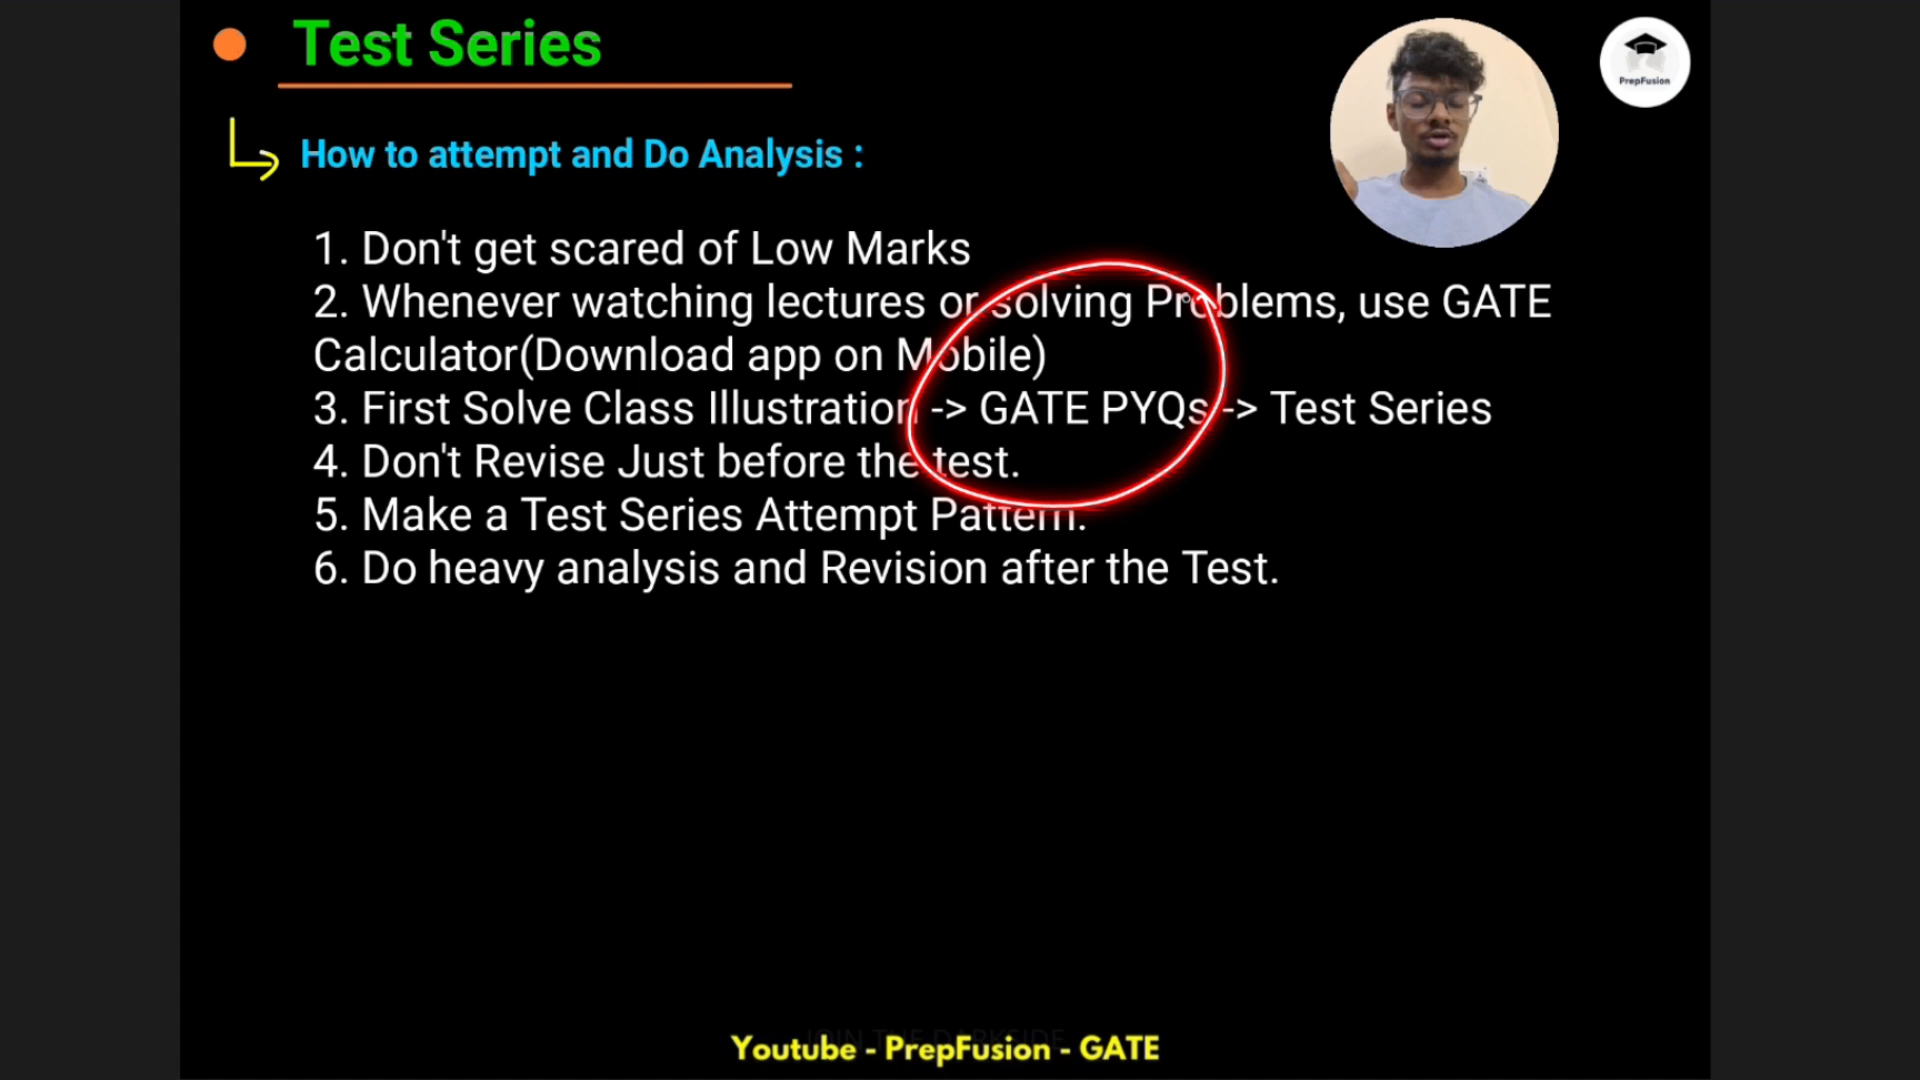 Test Series
PrepFusion
How to attempt and Do Analysis :
1. Don't get scared of Low Marks
2. Whenever watching lectures or solving Problems, use GATE
Calculator(Download app on Mobile)
3. First Solve Class Illustration -> GATE PYQs -> Test Series
4. Don't Revise Just before the test.
5. Make a Test Series Attempt Pattern.
6. Do heavy analysis and Revision after the Test.
Youtube - PrepFusion - GATE